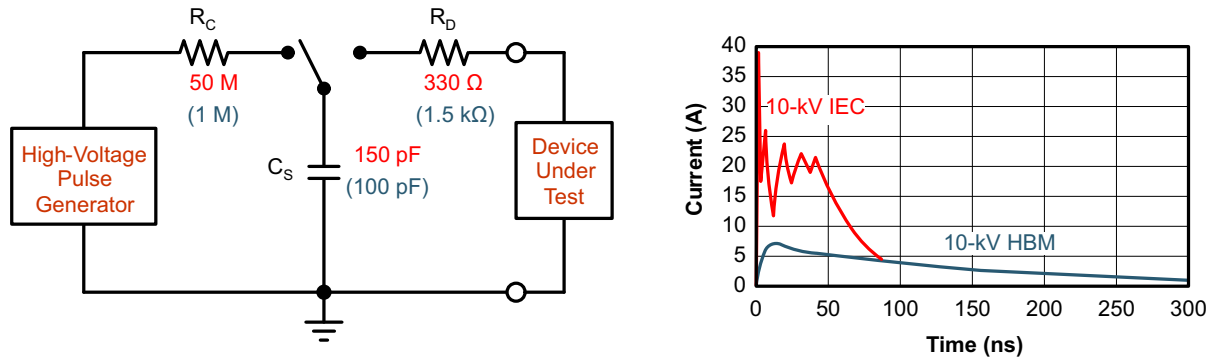 R_C
50 M
(1 M)
R_D
330 Ω
(1.5 kΩ)
High-Voltage
Pulse
Generator
C_S
150 pF
(100 pF)
Device
Under
Test
Current (A)
40
35
30
25
20
15
10
5
0
10-kV IEC
10-kV HBM
0
50
100
150
200
250
300
Time (ns)